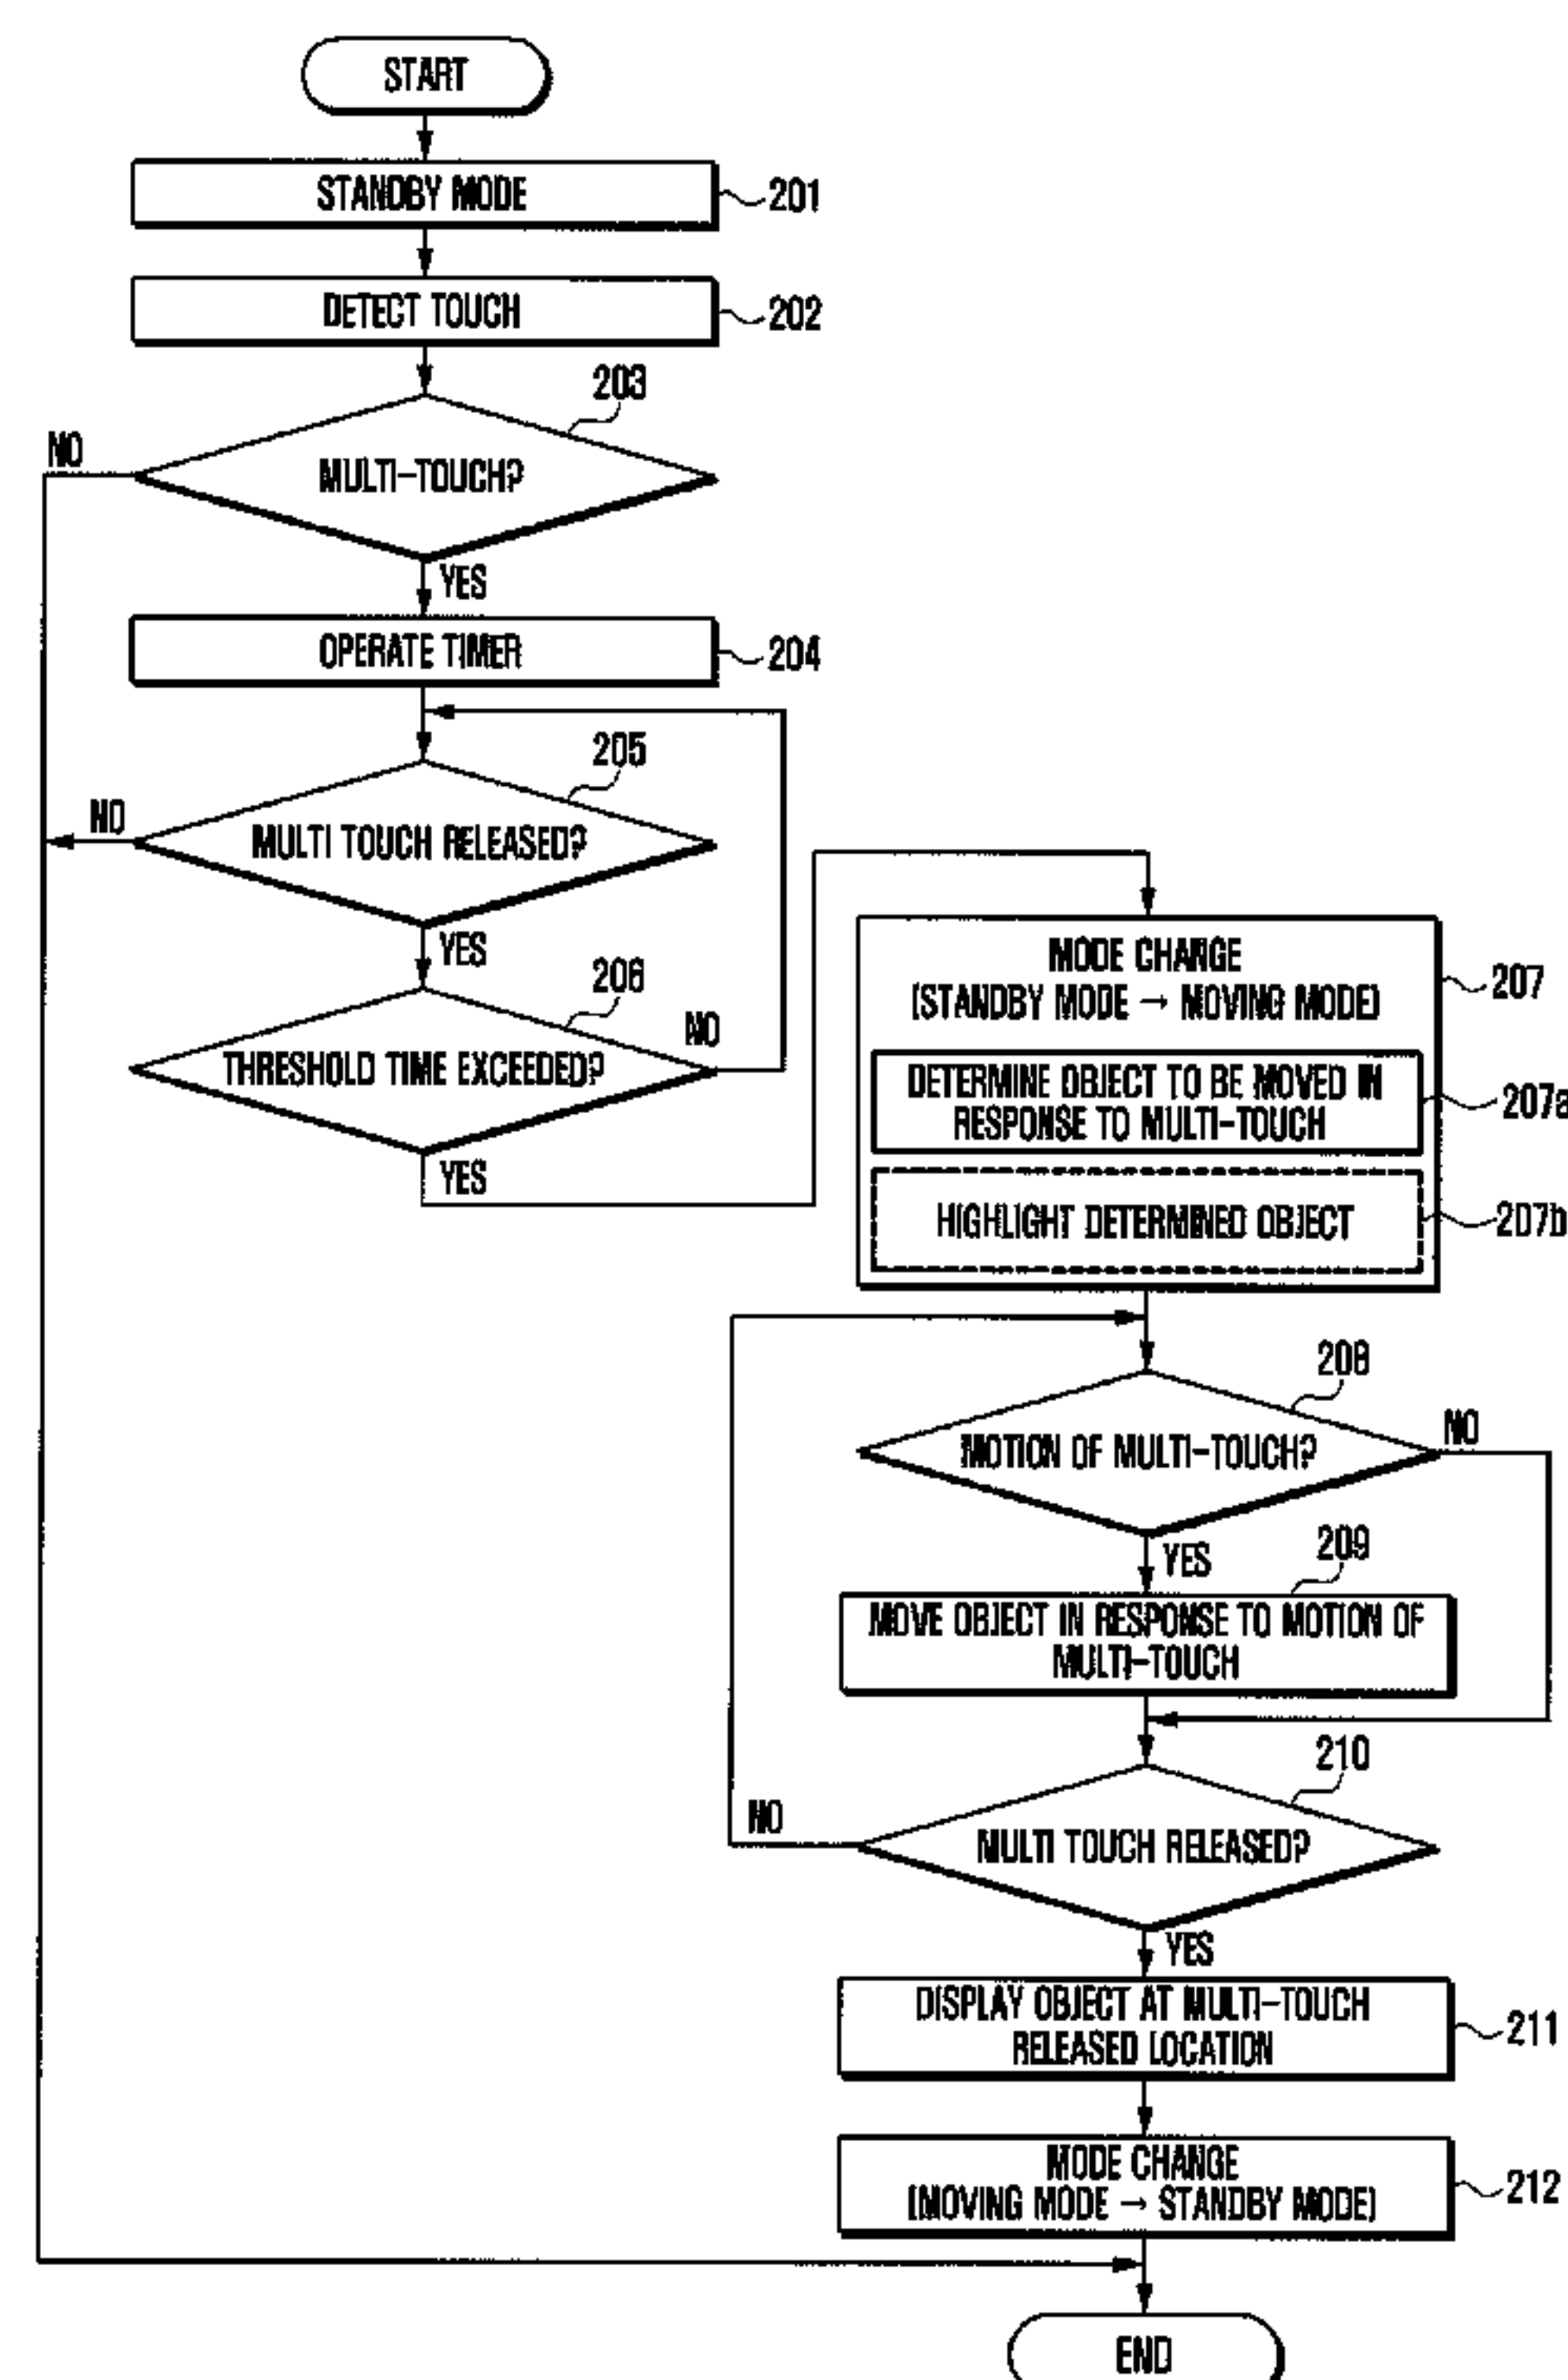 START
STANDBY MODE
201
DETECT TOUCH
202
203
NO
MULTI-TOUCH?
YES
OPERATE TIMER
204
205
NO
MULTI TOUCH RELEASED?
YES
206
NO
THRESHOLD TIME EXCEEDED?
YES
MODE CHANGE
(STANDBY MODE → MOVING MODE)
207
DETERMINE OBJECT TO BE MOVED IN
RESPONSE TO MULTI-TOUCH
207a
HIGHLIGHT DETERMINED OBJECT
207b
208
NO
MOTION OF MULTI-TOUCH?
YES
209
MOVE OBJECT IN RESPONSE TO MOTION OF
MULTI-TOUCH
210
NO
MULTI TOUCH RELEASED?
YES
DISPLAY OBJECT AT MULTI-TOUCH
RELEASED LOCATION
211
MODE CHANGE
(MOVING MODE → STANDBY MODE)
212
END